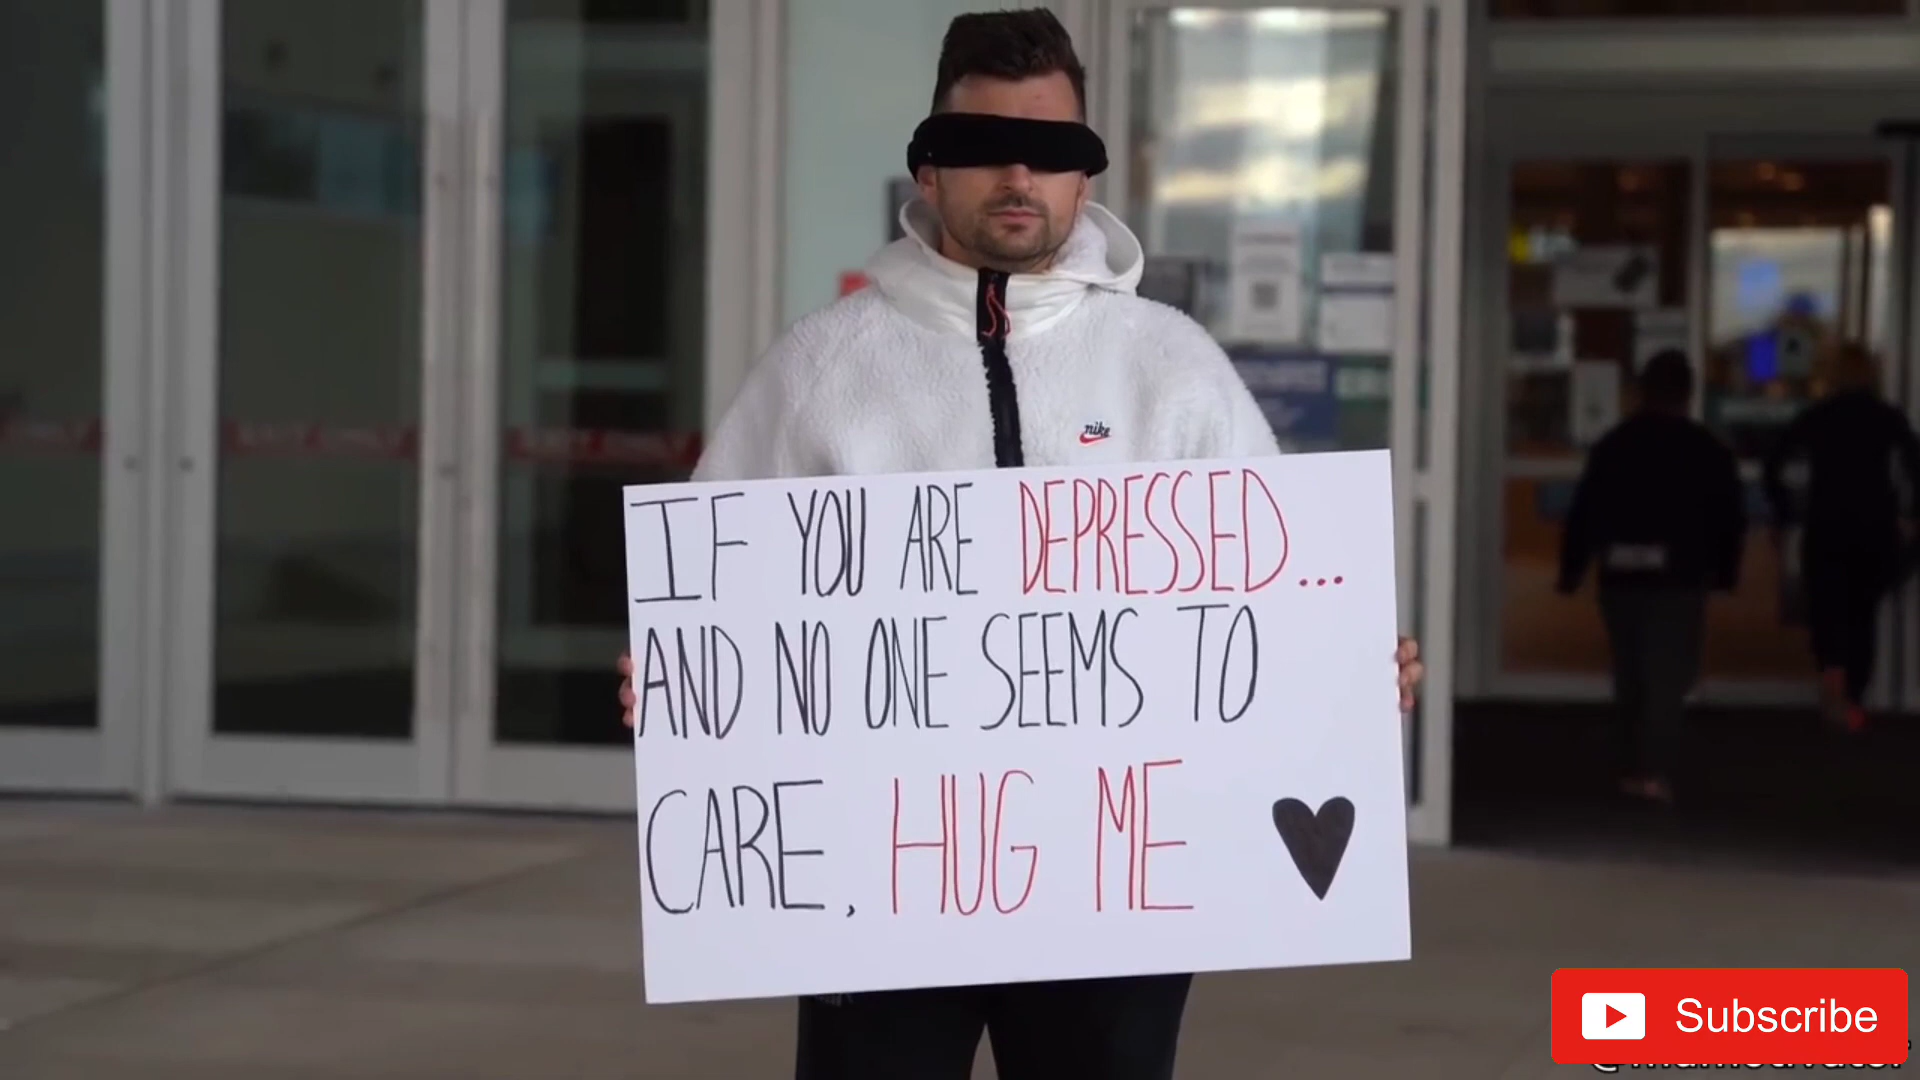 nike
IF YOU ARE DEPRESSED...
AND NO ONE SEEMS TO
CARE, HUG ME
Subscribe